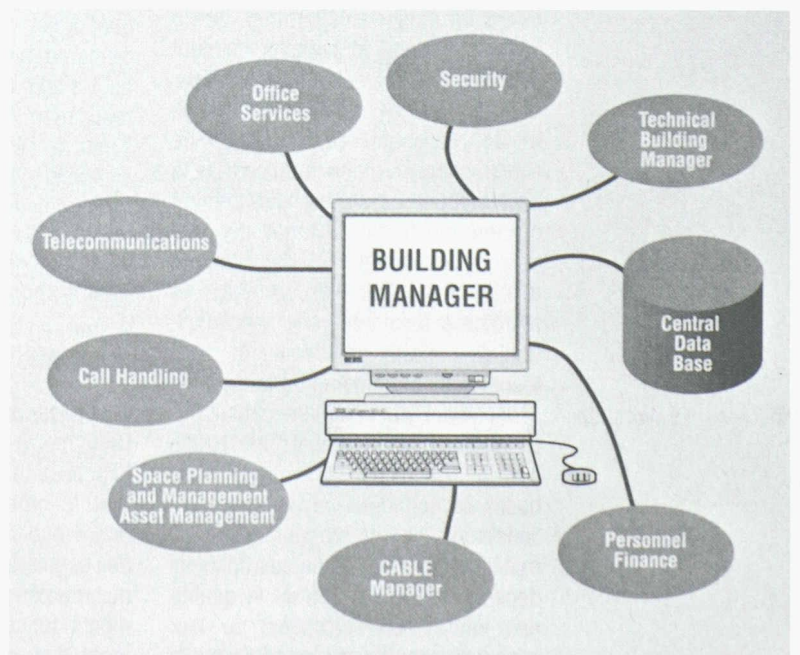 Security
Office
Services
Technical
Building
Manager
Telecommunications
BUILDING
MANAGER
Central
Data
Base
Call Handling
Space Planning
and Management
Asset Management
CABLE
Manager
Personnel
Finance